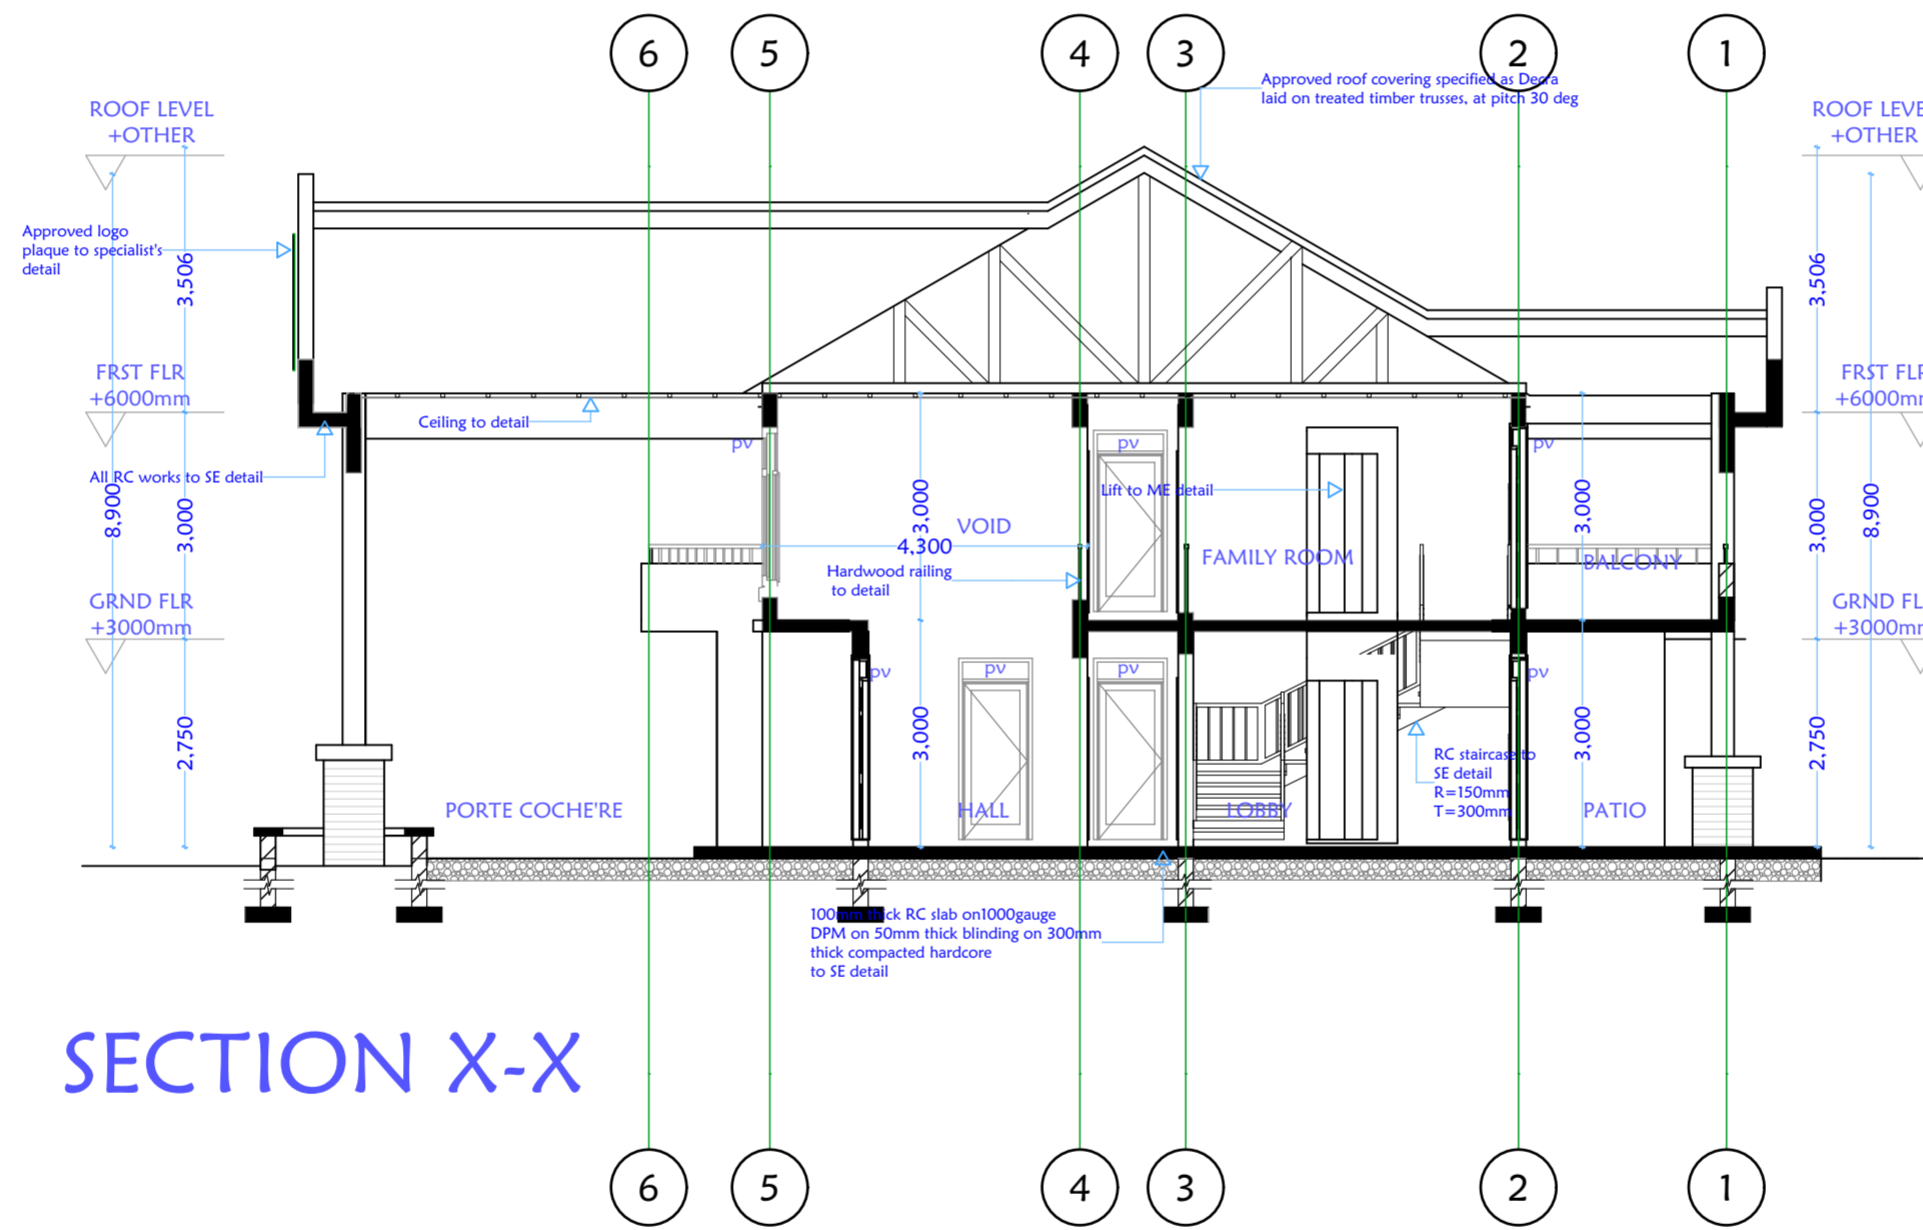 6 5 4 3 2 1
Approved roof covering specified as Decra
laid on treated timber trusses, at pitch 30 deg
ROOF LEVEL
+OTHER
ROOF LEVE
+OTHER
Approved logo
plaque to specialist's
detail
3,506
3,506
FRST FLR
+6000mm
FRST FLR
+6000mm
Ceiling to detail
pv
pv
pv
All RC works to SE detail
Lift to ME detail
8,900
3,000
3,000
3,000
3,000
8,900
VOID
4,300
FAMILY ROOM
BALCONY
Hardwood railing
to detail
GRND FLR
+3000mm
GRND FL
+3000mm
pv
pv
pv
pv
2,750
3,000
3,000
2,750
RC staircase to
SE detail
R=150mm
T=300mm
PORTE COCHE'RE
HALL
LOBBY
PATIO
100mm thick RC slab on1000gauge
DPM on 50mm thick blinding on 300mm
thick compacted hardcore
to SE detail
SECTION X-X
6 5 4 3 2 1